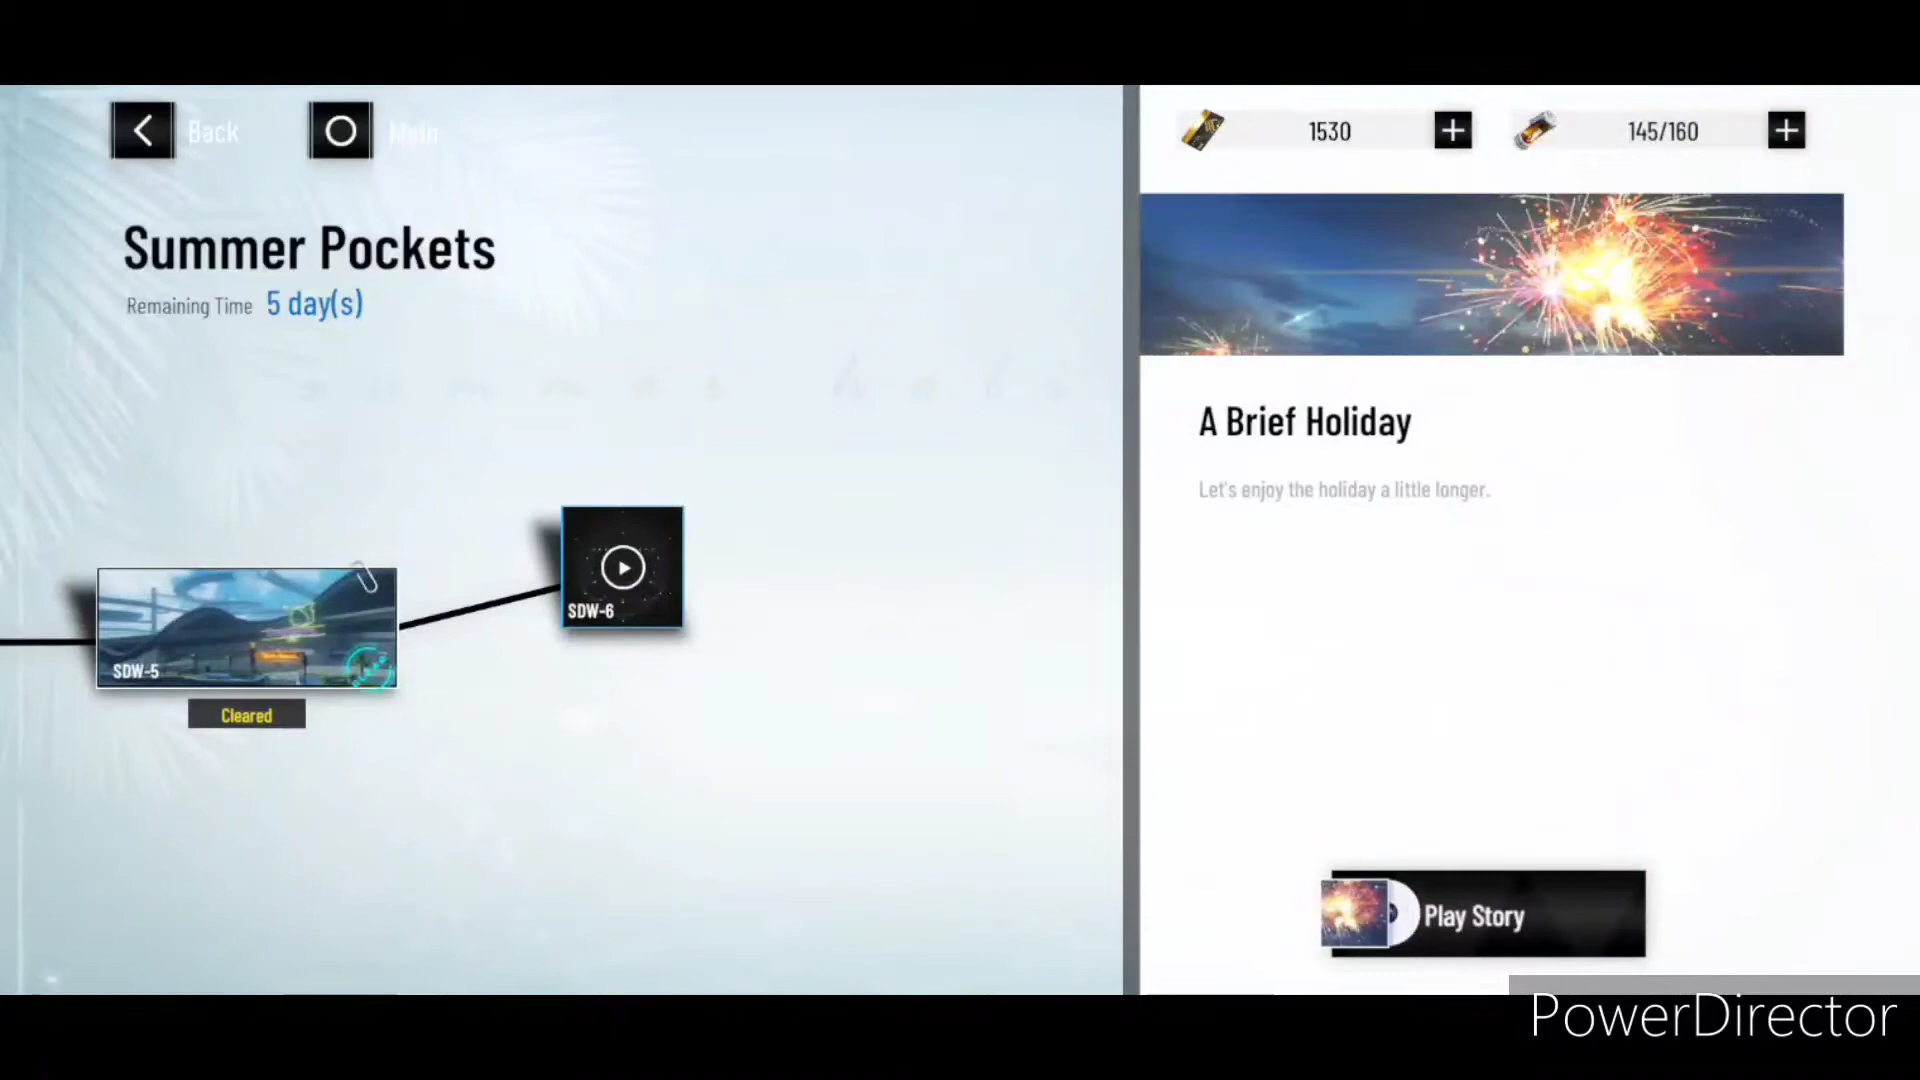 Back
Main
1530
145/160
Summer Pockets
Remaining Time 5 day(s)
A Brief Holiday
Let's enjoy the holiday a little longer.
SDW-6
SDW-5
Cleared
Play Story
PowerDirector